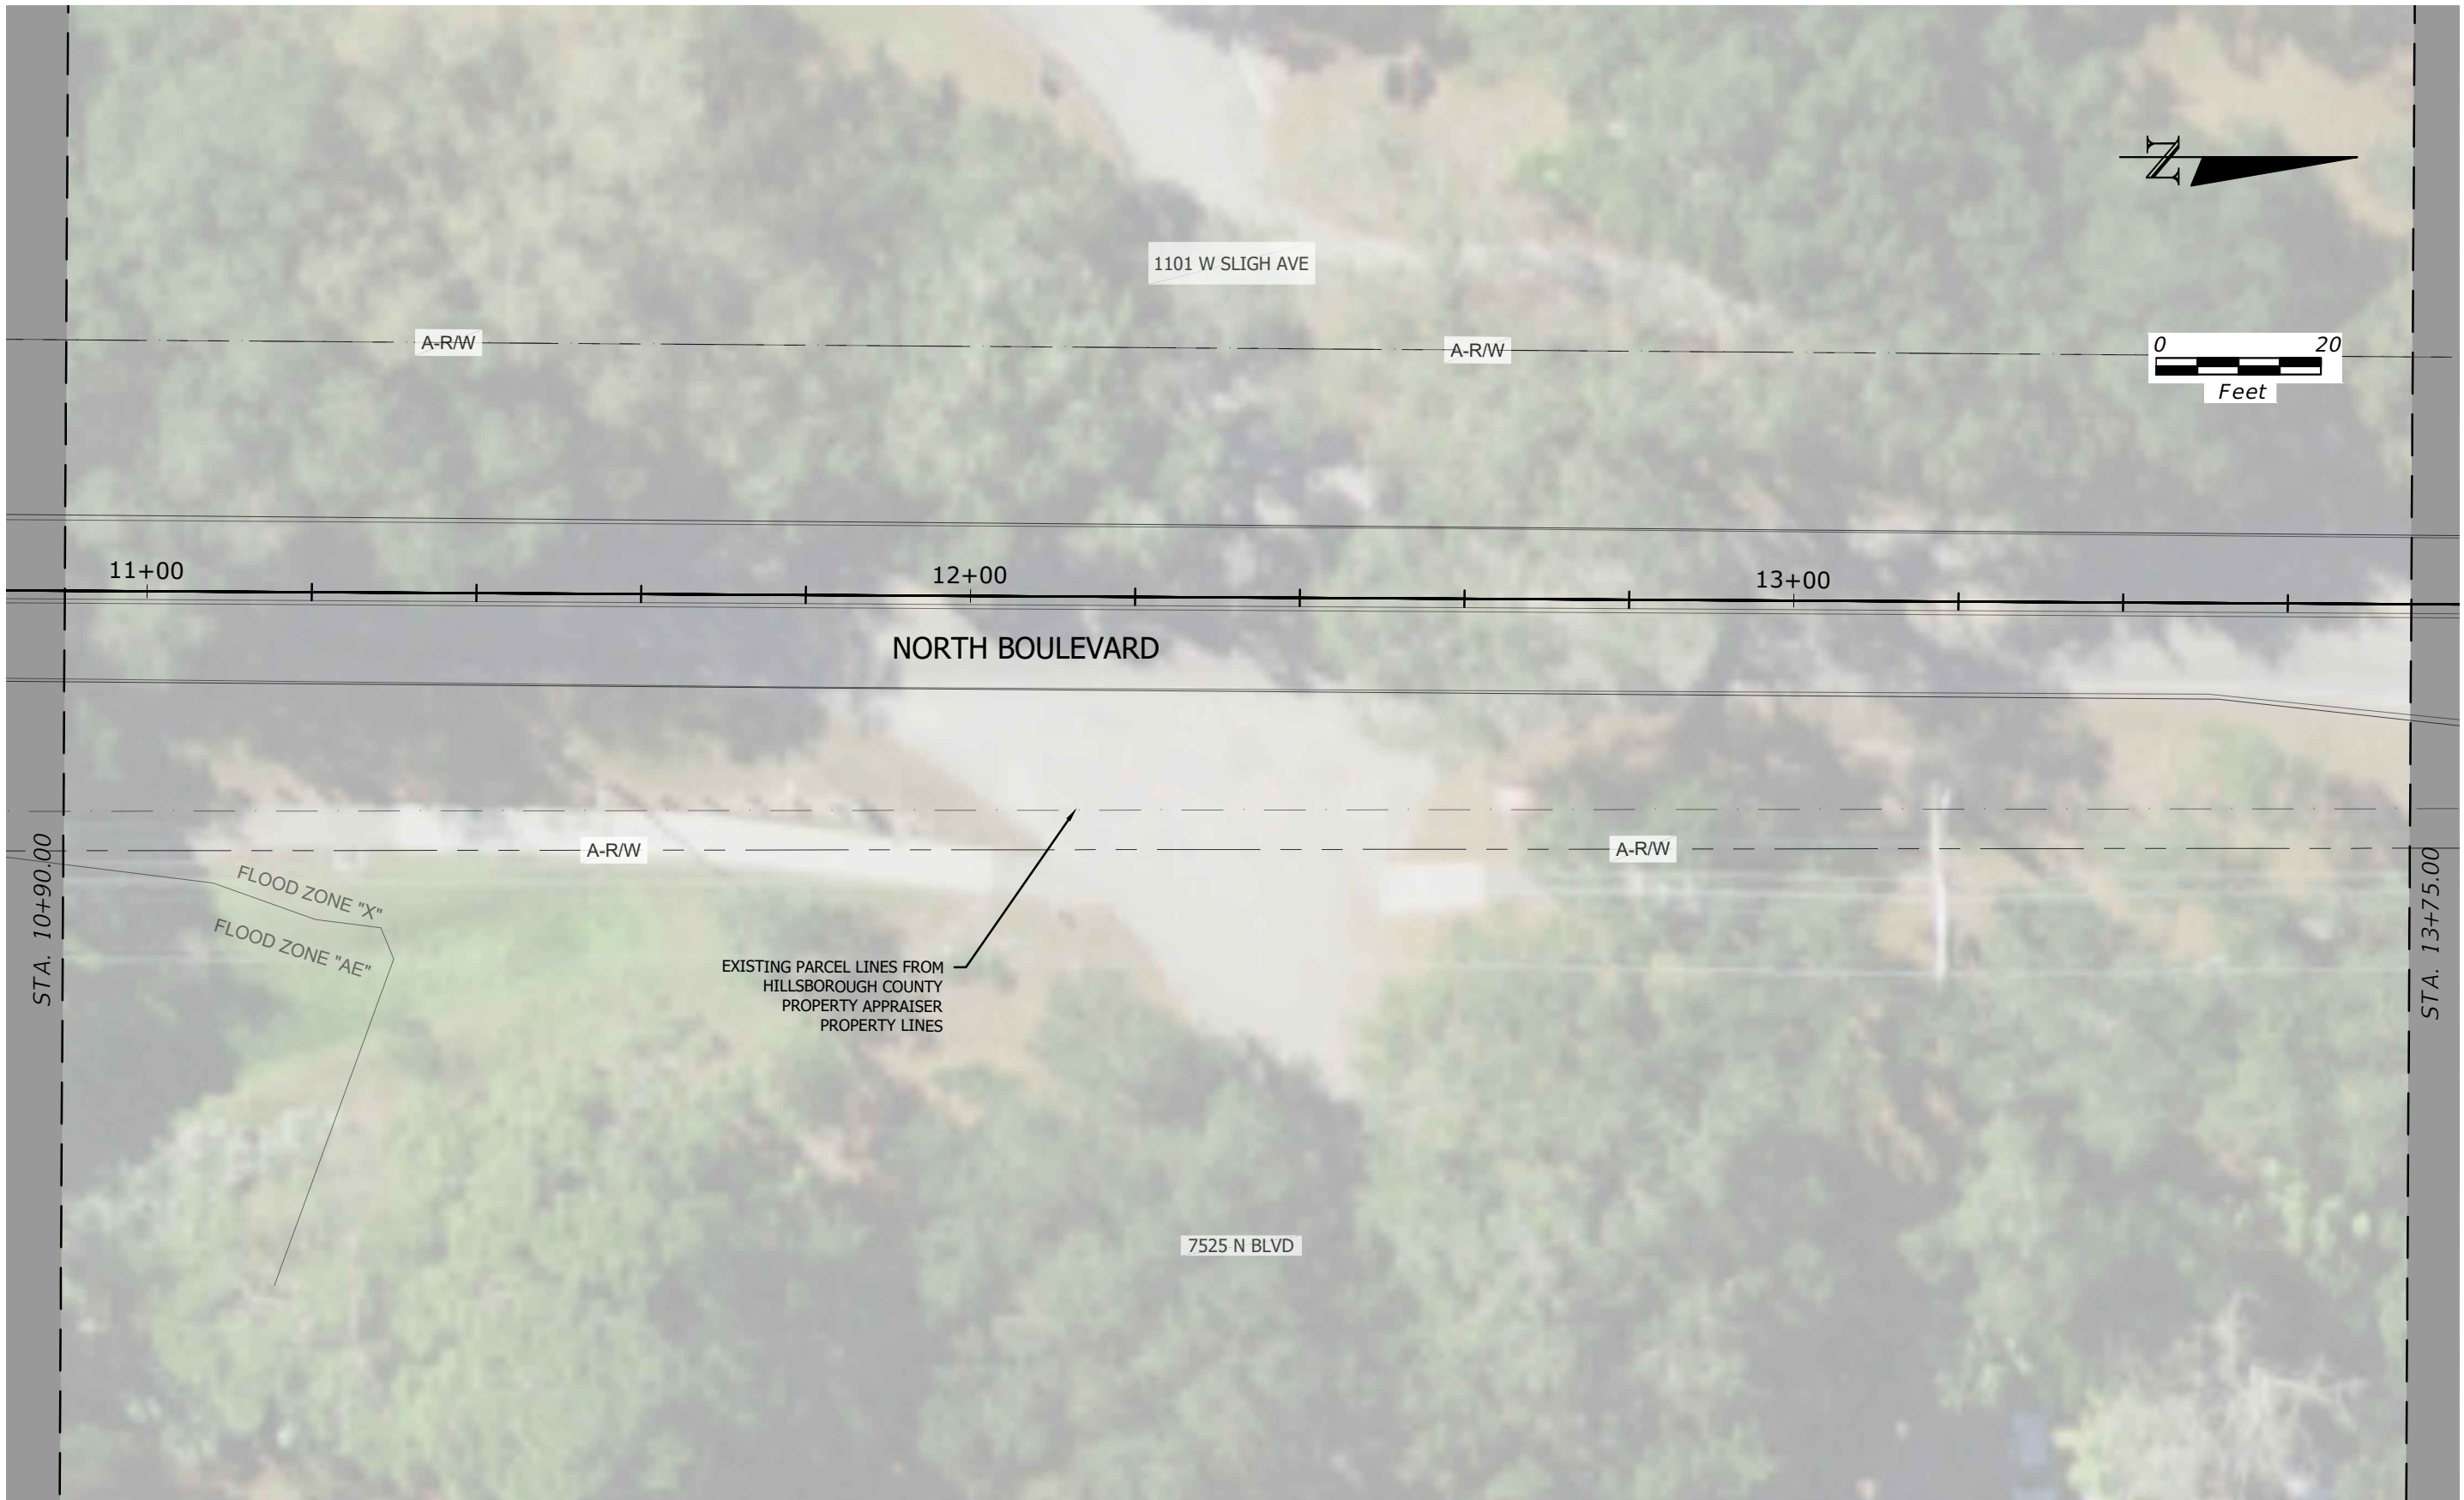 N
1101 W SLIGH AVE
A-R/W
A-R/W
0 20
Feet
11+00
12+00
13+00
NORTH BOULEVARD
A-R/W
A-R/W
STA. 10+90.00
STA. 13+75.00
FLOOD ZONE "X"
FLOOD ZONE "AE"
EXISTING PARCEL LINES FROM
HILLSBOROUGH COUNTY
PROPERTY APPRAISER
PROPERTY LINES
7525 N BLVD